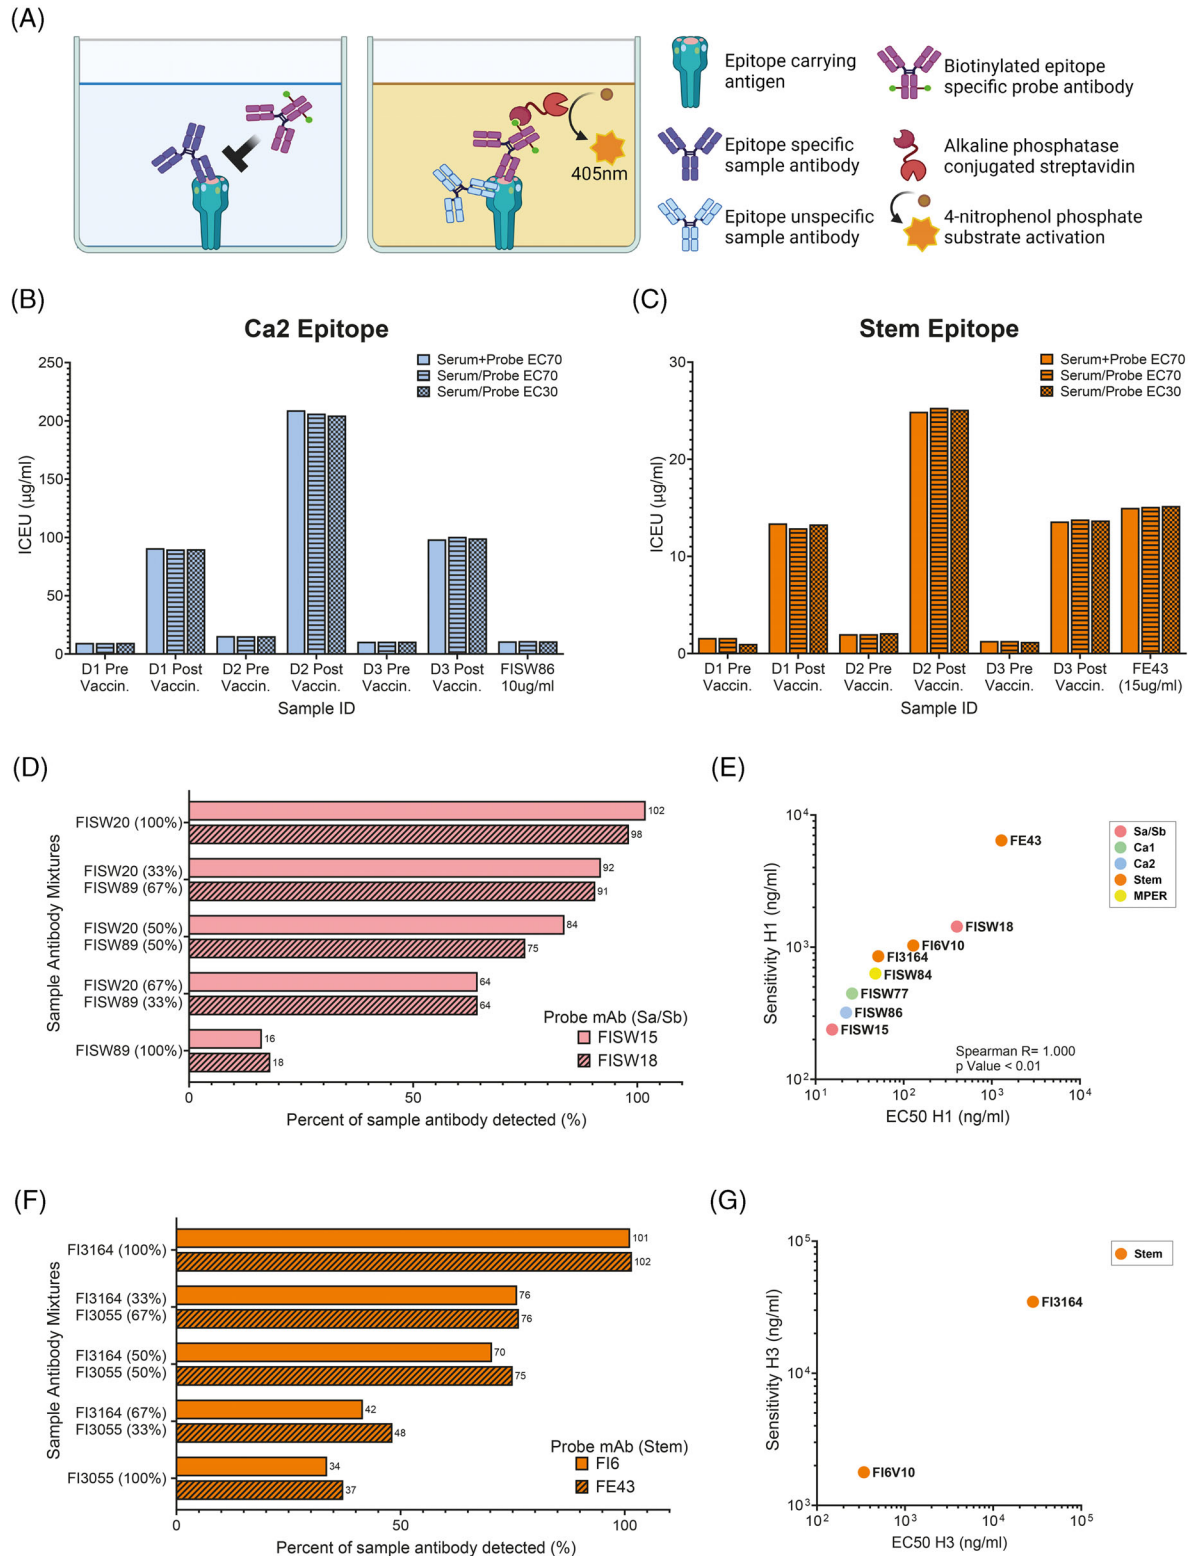 (A)
405nm
Epitope carrying
antigen
Biotinylated epitope
specific probe antibody
Epitope specific
sample antibody
Alkaline phosphatase
conjugated streptavidin
Epitope unspecific
sample antibody
4-nitrophenol phosphate
substrate activation
(B)
Ca2 Epitope
Serum+Probe EC70
Serum/Probe EC70
Serum/Probe EC30
ICEU (µg/ml)
250
200
150
100
50
0
D1 Pre
Vaccin.
D1 Post
Vaccin.
D2 Pre
Vaccin.
D2 Post
Vaccin.
D3 Pre
Vaccin.
D3 Post
Vaccin.
FISW86
10ug/ml
Sample ID
(C)
Stem Epitope
Serum+Probe EC70
Serum/Probe EC70
Serum/Probe EC30
ICEU (µg/ml)
30
20
10
0
D1 Pre
Vaccin.
D1 Post
Vaccin.
D2 Pre
Vaccin.
D2 Post
Vaccin.
D3 Pre
Vaccin.
D3 Post
Vaccin.
FE43
(15ug/ml)
Sample ID
(D)
Sample Antibody Mixtures
FISW20 (100%)
102
98
FISW20 (33%)
FISW89 (67%)
92
91
FISW20 (50%)
FISW89 (50%)
84
75
FISW20 (67%)
FISW89 (33%)
64
64
FISW89 (100%)
16
18
Probe mAb (Sa/Sb)
FISW15
FISW18
0
50
100
Percent of sample antibody detected (%)
(E)
Sensitivity H1 (ng/ml)
10⁴
10³
10²
FE43
FISW18
FI6V10
FI3164
FISW84
FISW77
FISW86
FISW15
Spearman R= 1.000
p Value < 0.01
10¹
10²
10³
10⁴
EC50 H1 (ng/ml)
Sa/Sb
Ca1
Ca2
Stem
MPER
(F)
Sample Antibody Mixtures
FI3164 (100%)
101
102
FI3164 (33%)
FI3055 (67%)
76
76
FI3164 (50%)
FI3055 (50%)
70
75
FI3164 (67%)
FI3055 (33%)
42
48
FI3055 (100%)
34
37
Probe mAb (Stem)
FI6
FE43
0
50
100
Percent of sample antibody detected (%)
(G)
Sensitivity H3 (ng/ml)
10⁵
10⁴
10³
Stem
FI3164
FI6V10
10²
10³
10⁴
10⁵
EC50 H3 (ng/ml)